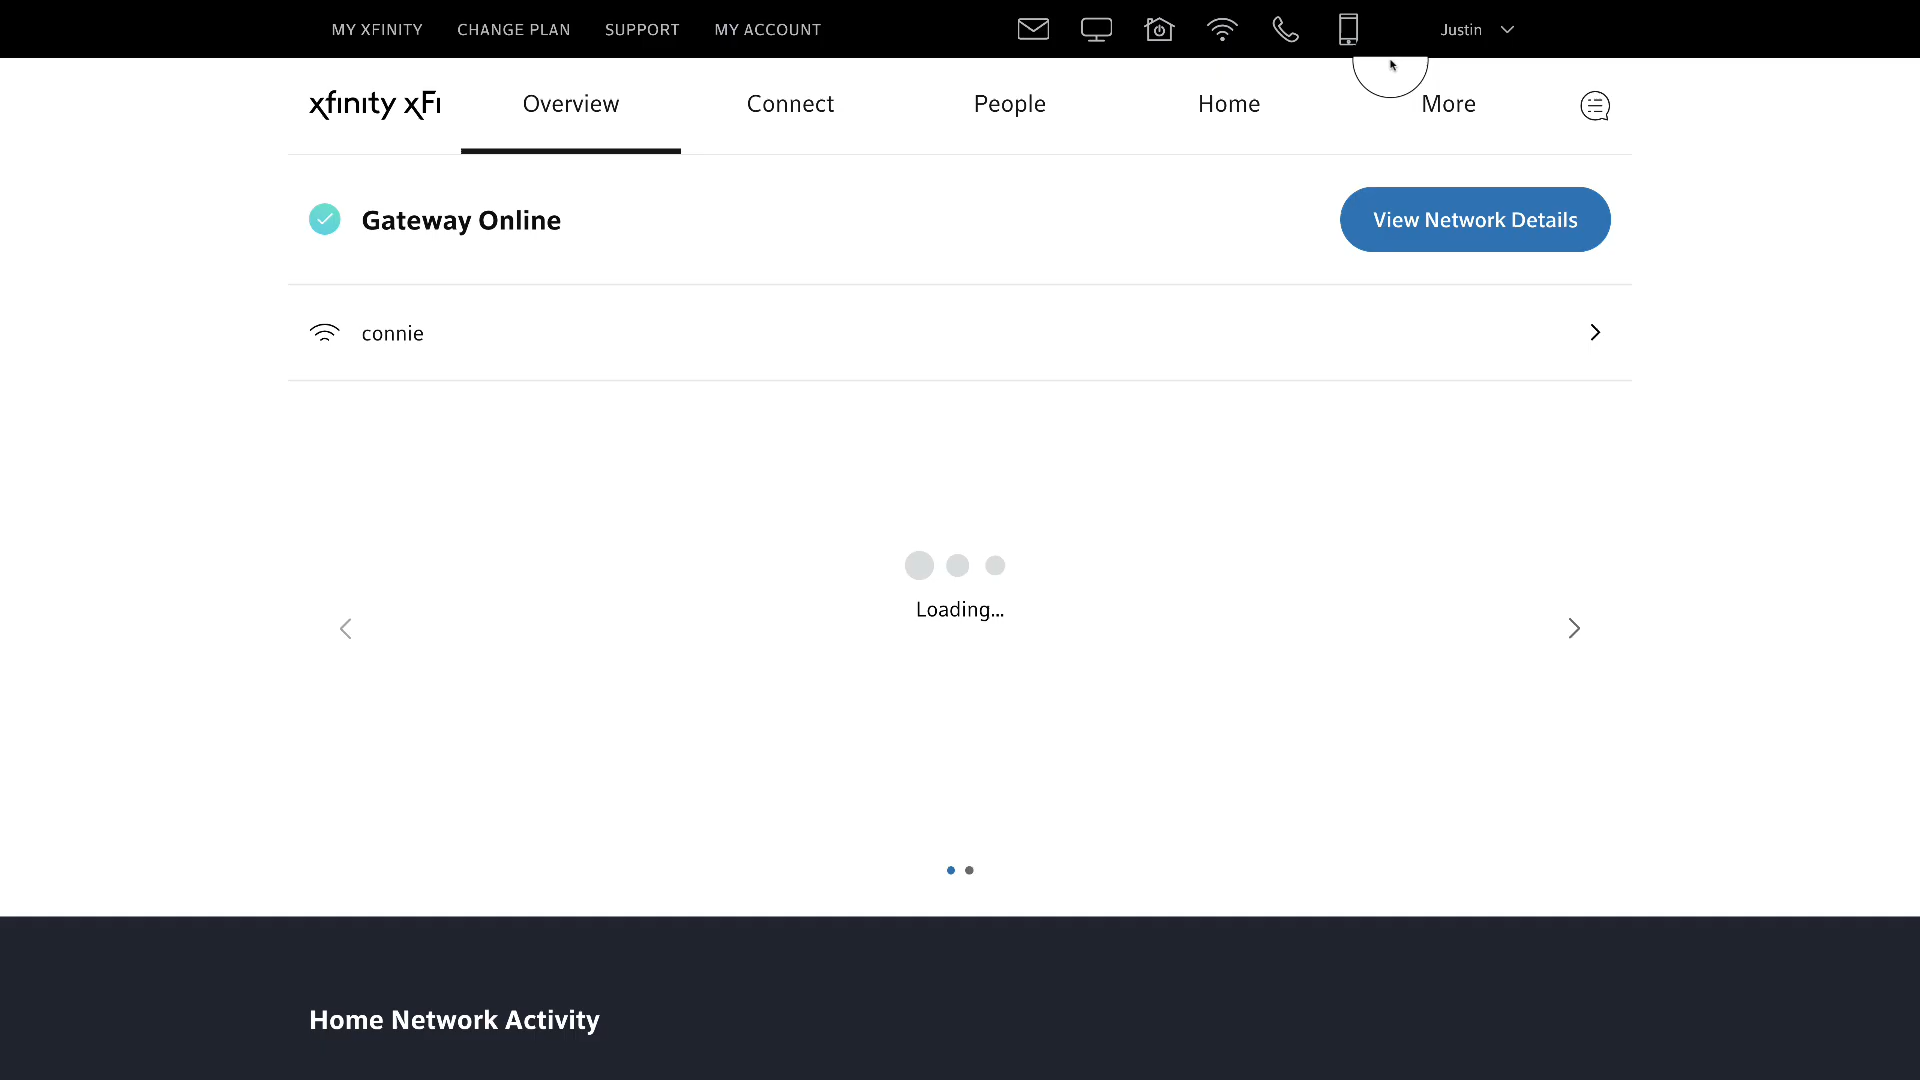 MY XFINITY CHANGE PLAN SUPPORT MY ACCOUNT Justin
xfinity xFi Overview Connect People Home More
Gateway Online View Network Details
connie
Loading...
Home Network Activity